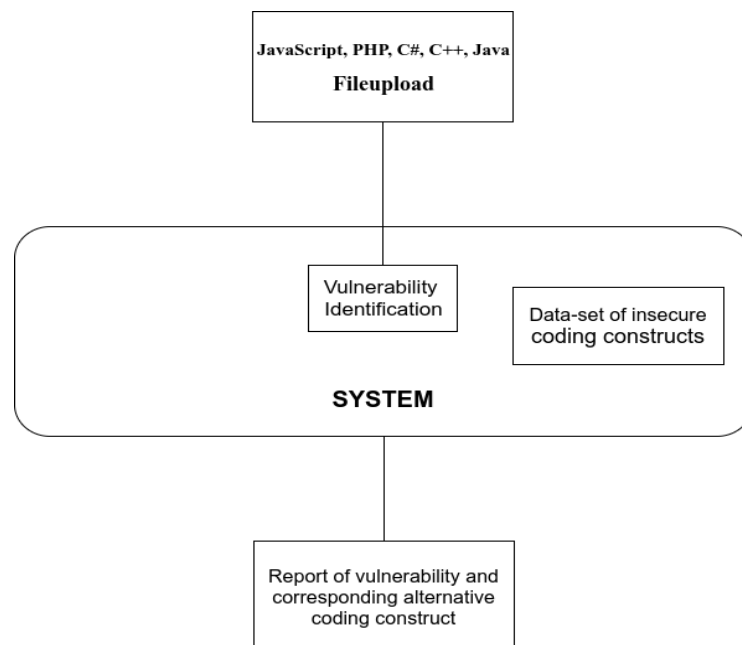 JavaScript, PHP, C#, C++, Java
Fileupload
Vulnerability
Identification
Data-set of insecure
coding constructs
SYSTEM
Report of vulnerability and
corresponding alternative
coding construct